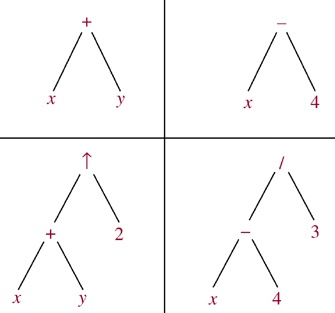 + −
x y x 4
↑ /
+ 2 − 3
x y x 4